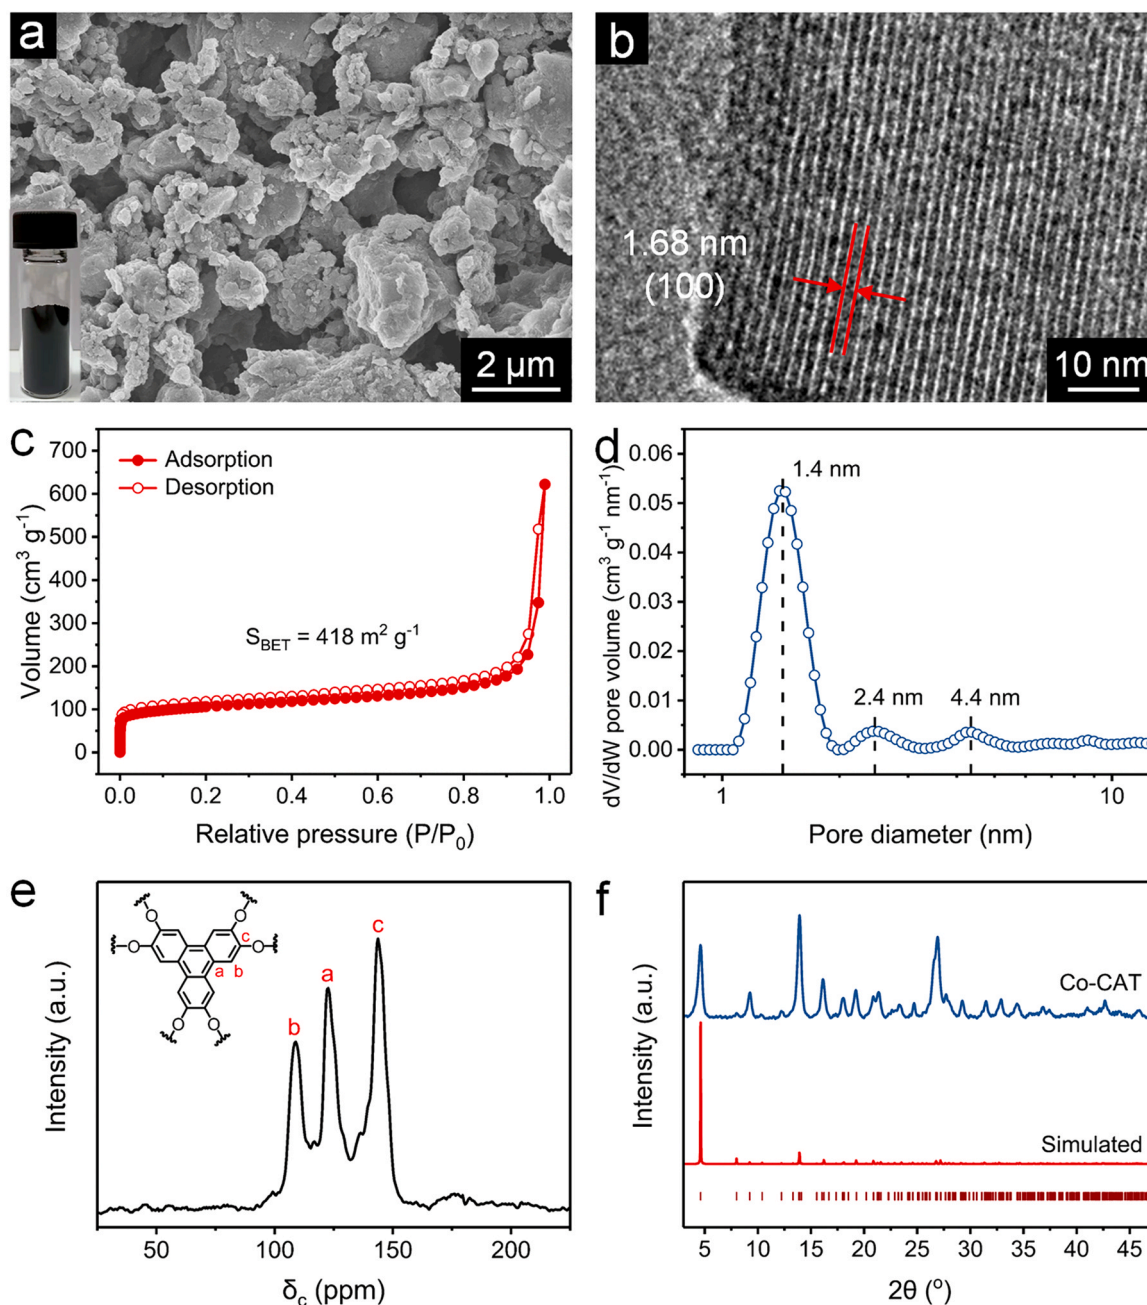 a
2 μm
b
1.68 nm
(100)
10 nm
c
Adsorption
Desorption
S_BET = 418 m² g⁻¹
Volume (cm³ g⁻¹)
700
600
500
400
300
200
100
0
0.0 0.2 0.4 0.6 0.8 1.0
Relative pressure (P/P₀)
d
1.4 nm
2.4 nm
4.4 nm
dV/dW pore volume (cm³ g⁻¹ nm⁻¹)
0.06
0.05
0.04
0.03
0.02
0.01
0.00
1 10
Pore diameter (nm)
e
O O
O O
O O
a b c
b
a
c
Intensity (a.u.)
50 100 150 200
δc (ppm)
f
Co-CAT
Simulated
Intensity (a.u.)
5 10 15 20 25 30 35 40 45
2θ (°)